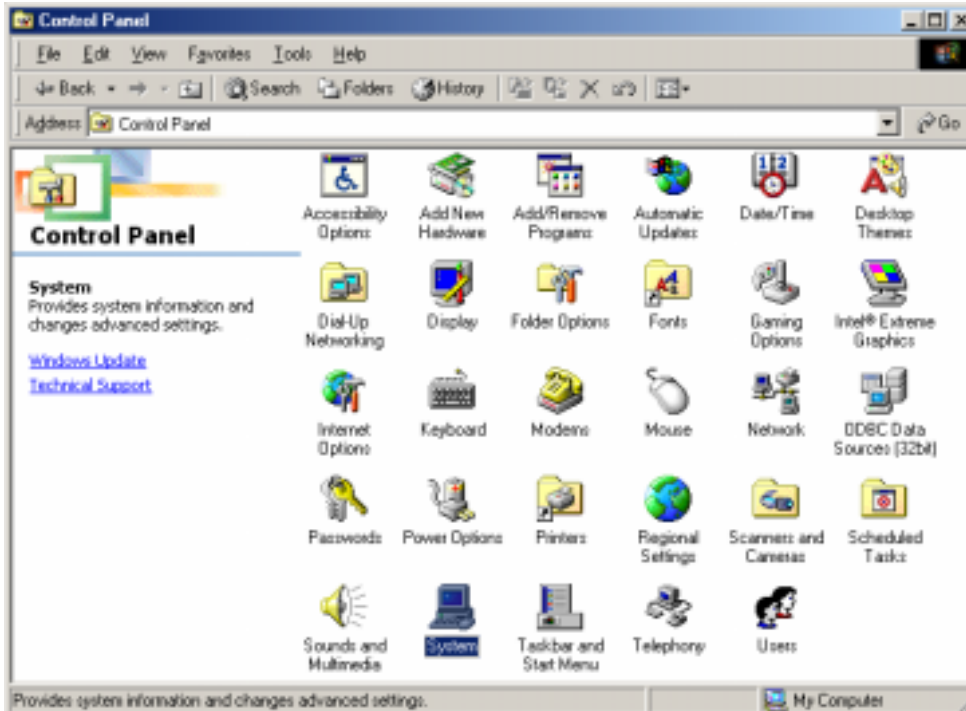 Control Panel
File Edit View Favorites Tools Help
Back Search Folders History
Address Control Panel Go
Control Panel
System
Provides system information and
changes advanced settings.
Windows Update
Technical Support
Accessibility
Options
Add New
Hardware
Add/Remove
Programs
Automatic
Updates
12
Date/Time
Desktop
Themes
Dial-Up
Networking
Display
Folder Options
Fonts
Gaming
Options
Intel® Extreme
Graphics
Internet
Options
Keyboard
Modems
Mouse
Network
ODBC Data
Sources (32bit)
Passwords
Power Options
Printers
Regional
Settings
Scanners and
Cameras
Scheduled
Tasks
Sounds and
Multimedia
System
Taskbar and
Start Menu
Telephony
Users
Provides system information and changes advanced settings.
My Computer